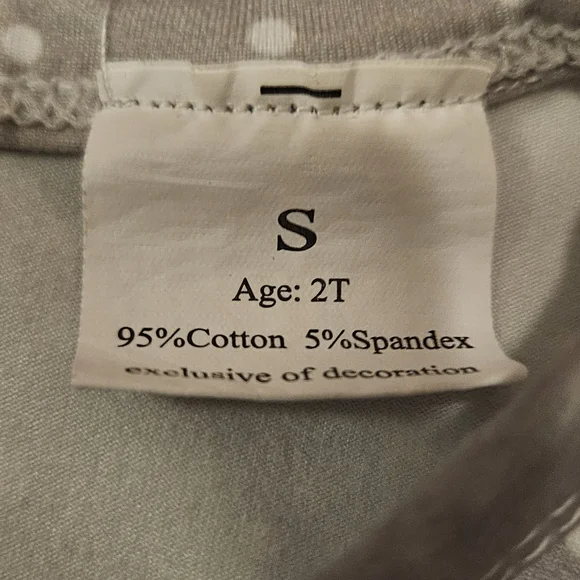 S
Age: 2T
95%Cotton 5%Spandex
exclusive of decoration